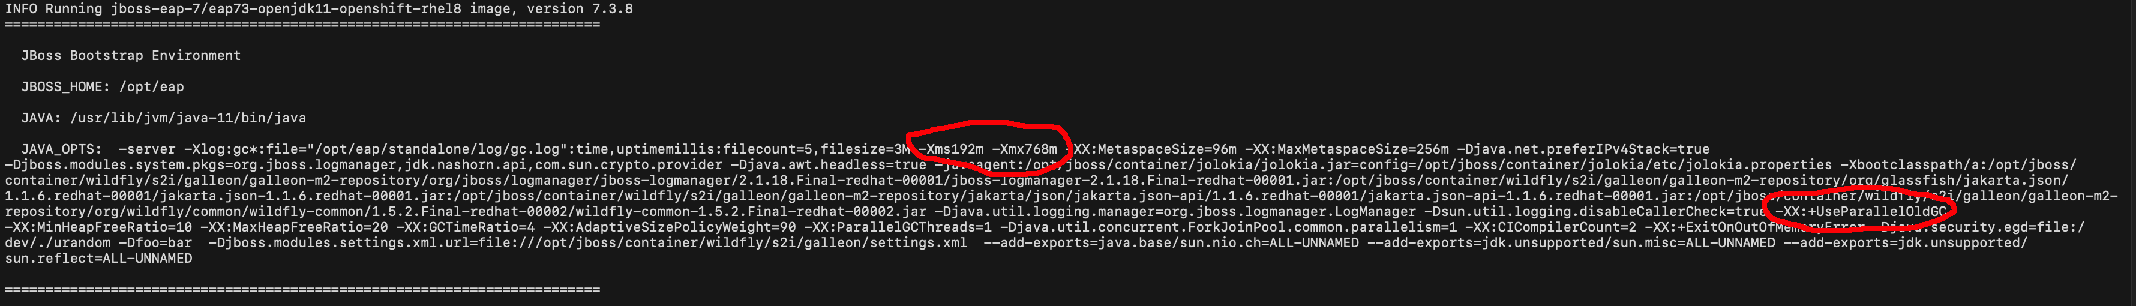 INFO Running jboss-eap-7/eap73-openjdk11-openshift-rhel8 image, version 7.3.8
=========================================================================
JBoss Bootstrap Environment
JBOSS_HOME: /opt/eap
JAVA: /usr/lib/jvm/java-11/bin/java
JAVA_OPTS:  -server -Xlog:gc*:file="/opt/eap/standalone/log/gc.log":time,uptimemillis:filecount=5,filesize=3M -Xms192m -Xmx768m -XX:MetaspaceSize=96m -XX:MaxMetaspaceSize=256m -Djava.net.preferIPv4Stack=true
-Djboss.modules.system.pkgs=org.jboss.logmanager,jdk.nashorn.api,com.sun.crypto.provider -Djava.awt.headless=true -javaagent:/opt/jboss/container/jolokia/jolokia.jar=config=/opt/jboss/container/jolokia/etc/jolokia.properties -Xbootclasspath/a:/opt/jboss/
container/wildfly/s2i/galleon/galleon-m2-repository/org/jboss/logmanager/jboss-logmanager/2.1.18.Final-redhat-00001/jboss-logmanager-2.1.18.Final-redhat-00001.jar:/opt/jboss/container/wildfly/s2i/galleon/galleon-m2-repository/org/glassfish/jakarta.json/
1.1.6.redhat-00001/jakarta.json-1.1.6.redhat-00001.jar:/opt/jboss/container/wildfly/s2i/galleon/galleon-m2-repository/jakarta/json/jakarta.json-api/1.1.6.redhat-00001/jakarta.json-api-1.1.6.redhat-00001.jar:/opt/jboss/container/wildfly/s2i/galleon/galleon-m2-
repository/org/wildfly/common/wildfly-common/1.5.2.Final-redhat-00002/wildfly-common-1.5.2.Final-redhat-00002.jar -Djava.util.logging.manager=org.jboss.logmanager.LogManager -Dsun.util.logging.disableCallerCheck=true -XX:+UseParallelOldGC
-XX:MinHeapFreeRatio=10 -XX:MaxHeapFreeRatio=20 -XX:GCTimeRatio=4 -XX:AdaptiveSizePolicyWeight=90 -XX:ParallelGCThreads=1 -Djava.util.concurrent.ForkJoinPool.common.parallelism=1 -XX:CICompilerCount=2 -XX:+ExitOnOutOfMemoryError -Djava.security.egd=file:/
dev/./urandom -Dfoo=bar  -Djboss.modules.settings.xml.url=file:///opt/jboss/container/wildfly/s2i/galleon/settings.xml  --add-exports=java.base/sun.nio.ch=ALL-UNNAMED --add-exports=jdk.unsupported/sun.misc=ALL-UNNAMED --add-exports=jdk.unsupported/
sun.reflect=ALL-UNNAMED
=========================================================================